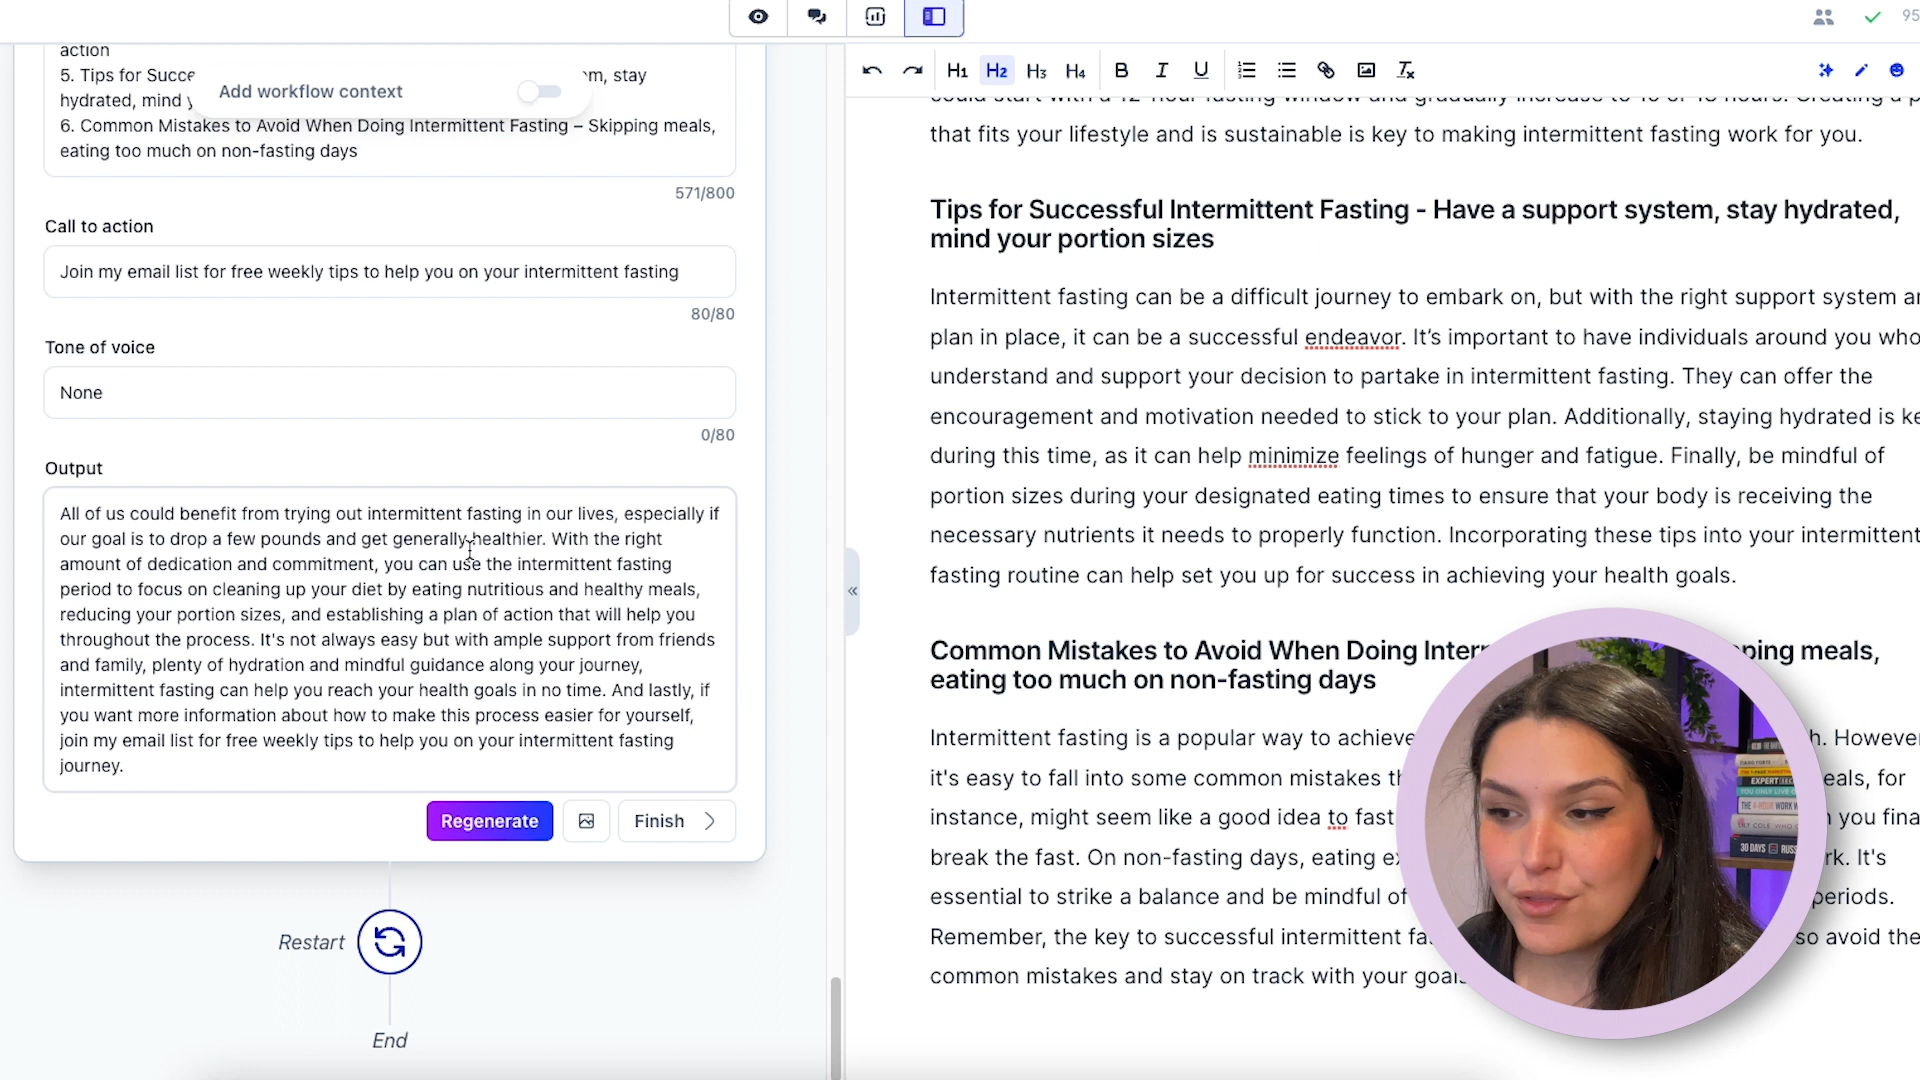 95
action
5. Tips for Succe
m, stay
hydrated, mind
Add workflow context
6. Common Mistakes to Avoid When Doing Intermittent Fasting – Skipping meals,
eating too much on non-fasting days
571/800
Call to action
Join my email list for free weekly tips to help you on your intermittent fasting
80/80
Tone of voice
None
0/80
Output
All of us could benefit from trying out intermittent fasting in our lives, especially if
our goal is to drop a few pounds and get generally healthier. With the right
amount of dedication and commitment, you can use the intermittent fasting
period to focus on cleaning up your diet by eating nutritious and healthy meals,
reducing your portion sizes, and establishing a plan of action that will help you
throughout the process. It's not always easy but with ample support from friends
and family, plenty of hydration and mindful guidance along your journey,
intermittent fasting can help you reach your health goals in no time. And lastly, if
you want more information about how to make this process easier for yourself,
join my email list for free weekly tips to help you on your intermittent fasting
journey.
Regenerate
Finish
Restart
End
H1 H2 H3 H4 B I U
that fits your lifestyle and is sustainable is key to making intermittent fasting work for you.
Tips for Successful Intermittent Fasting - Have a support system, stay hydrated,
mind your portion sizes
Intermittent fasting can be a difficult journey to embark on, but with the right support system
plan in place, it can be a successful endeavor. It's important to have individuals around you who
understand and support your decision to partake in intermittent fasting. They can offer the
encouragement and motivation needed to stick to your plan. Additionally, staying hydrated is
during this time, as it can help minimize feelings of hunger and fatigue. Finally, be mindful of
portion sizes during your designated eating times to ensure that your body is receiving the
necessary nutrients it needs to properly function. Incorporating these tips into your intermittent
fasting routine can help set you up for success in achieving your health goals.
Common Mistakes to Avoid When Doing Inter ping meals,
eating too much on non-fasting days
Intermittent fasting is a popular way to achieve h. However
it's easy to fall into some common mistakes th eals, for
instance, might seem like a good idea to fast you fina
break the fast. On non-fasting days, eating ex rk. It's
essential to strike a balance and be mindful of periods.
Remember, the key to successful intermittent fa so avoid the
common mistakes and stay on track with your goals
EXPERT
YOU ONLY LIVE
THE 4-HOUR WORK
LILY COLE
30 DAYS